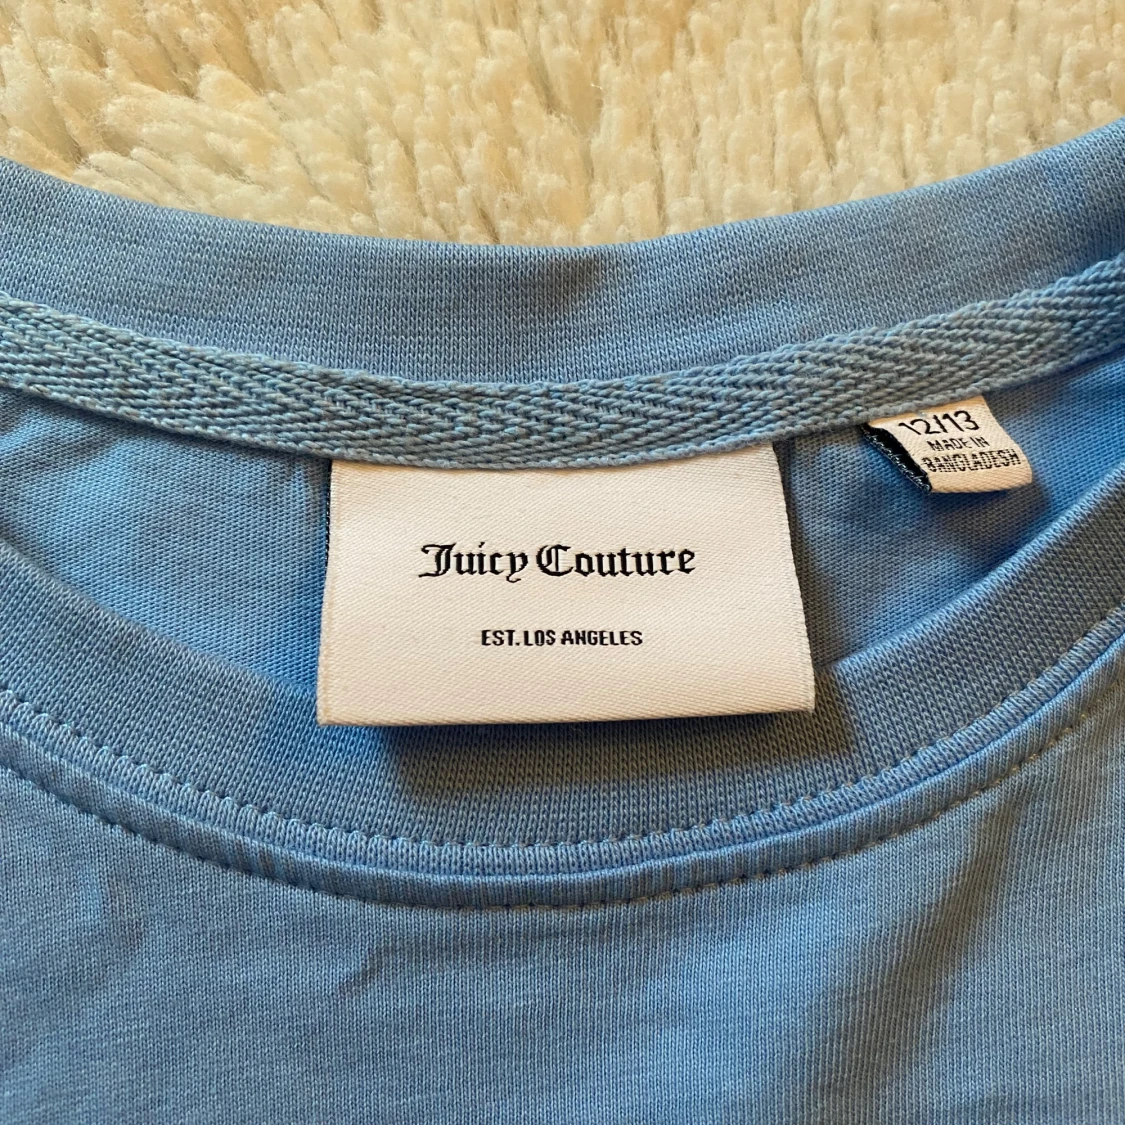 12/13
MADE IN
BANGLADESH
Juicy Couture
EST. LOS ANGELES